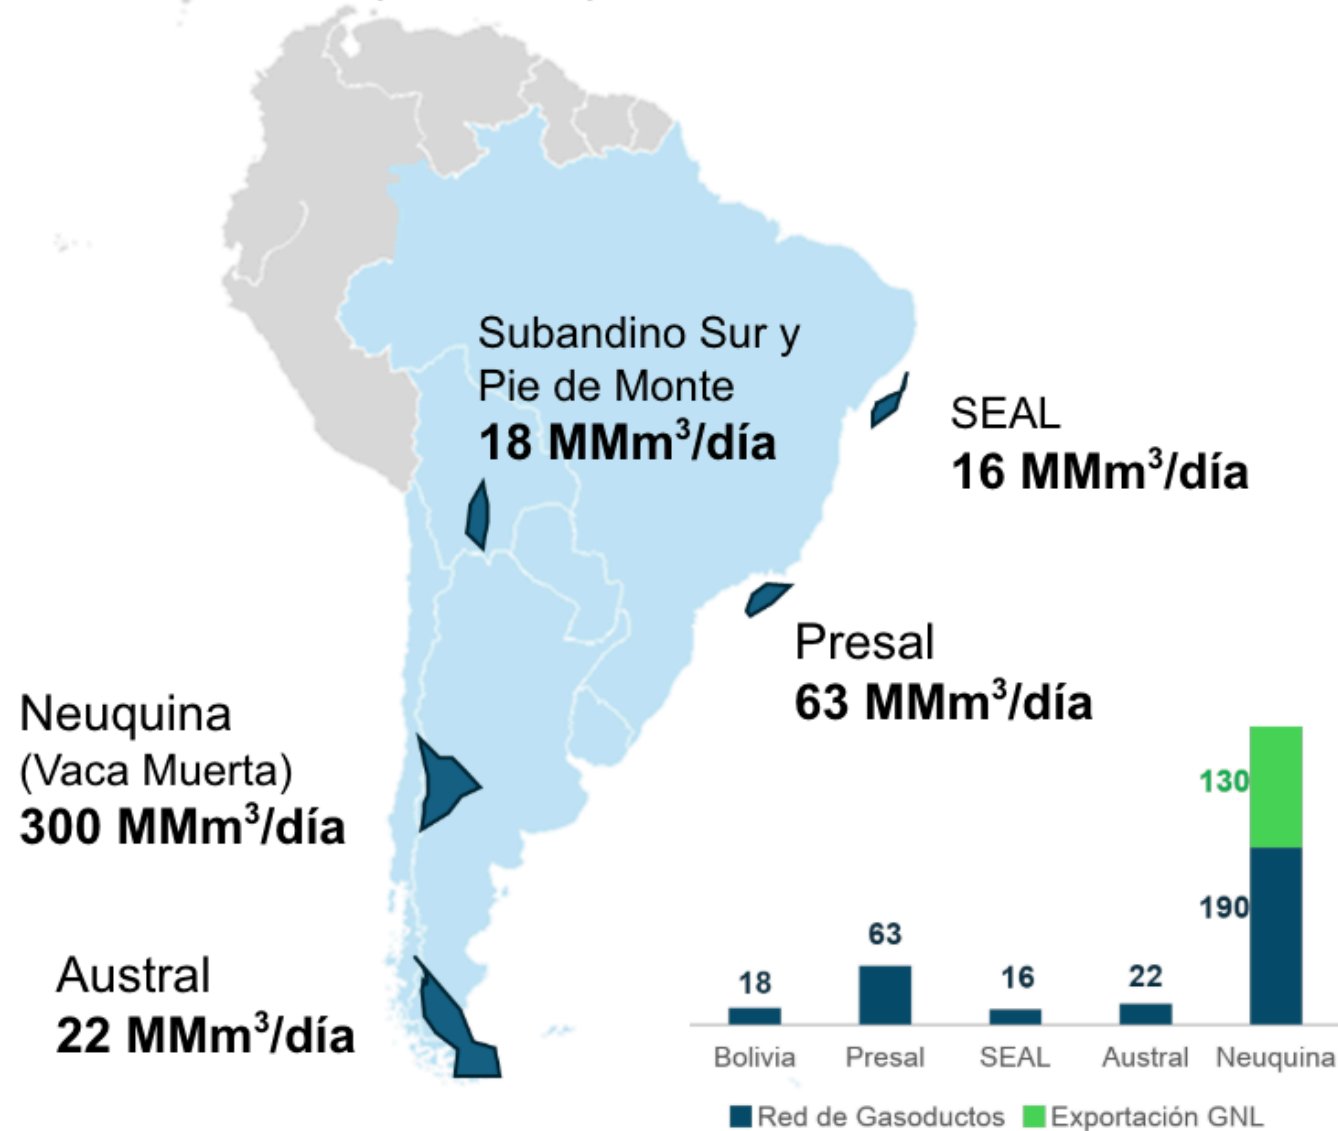 Subandino Sur y
Pie de Monte
18 MMm³/día
SEAL
16 MMm³/día
Presal
63 MMm³/día
Neuquina
(Vaca Muerta)
300 MMm³/día
Austral
22 MMm³/día
130
190
63
18
16
22
Bolivia Presal SEAL Austral Neuquina
Red de Gasoductos Exportación GNL